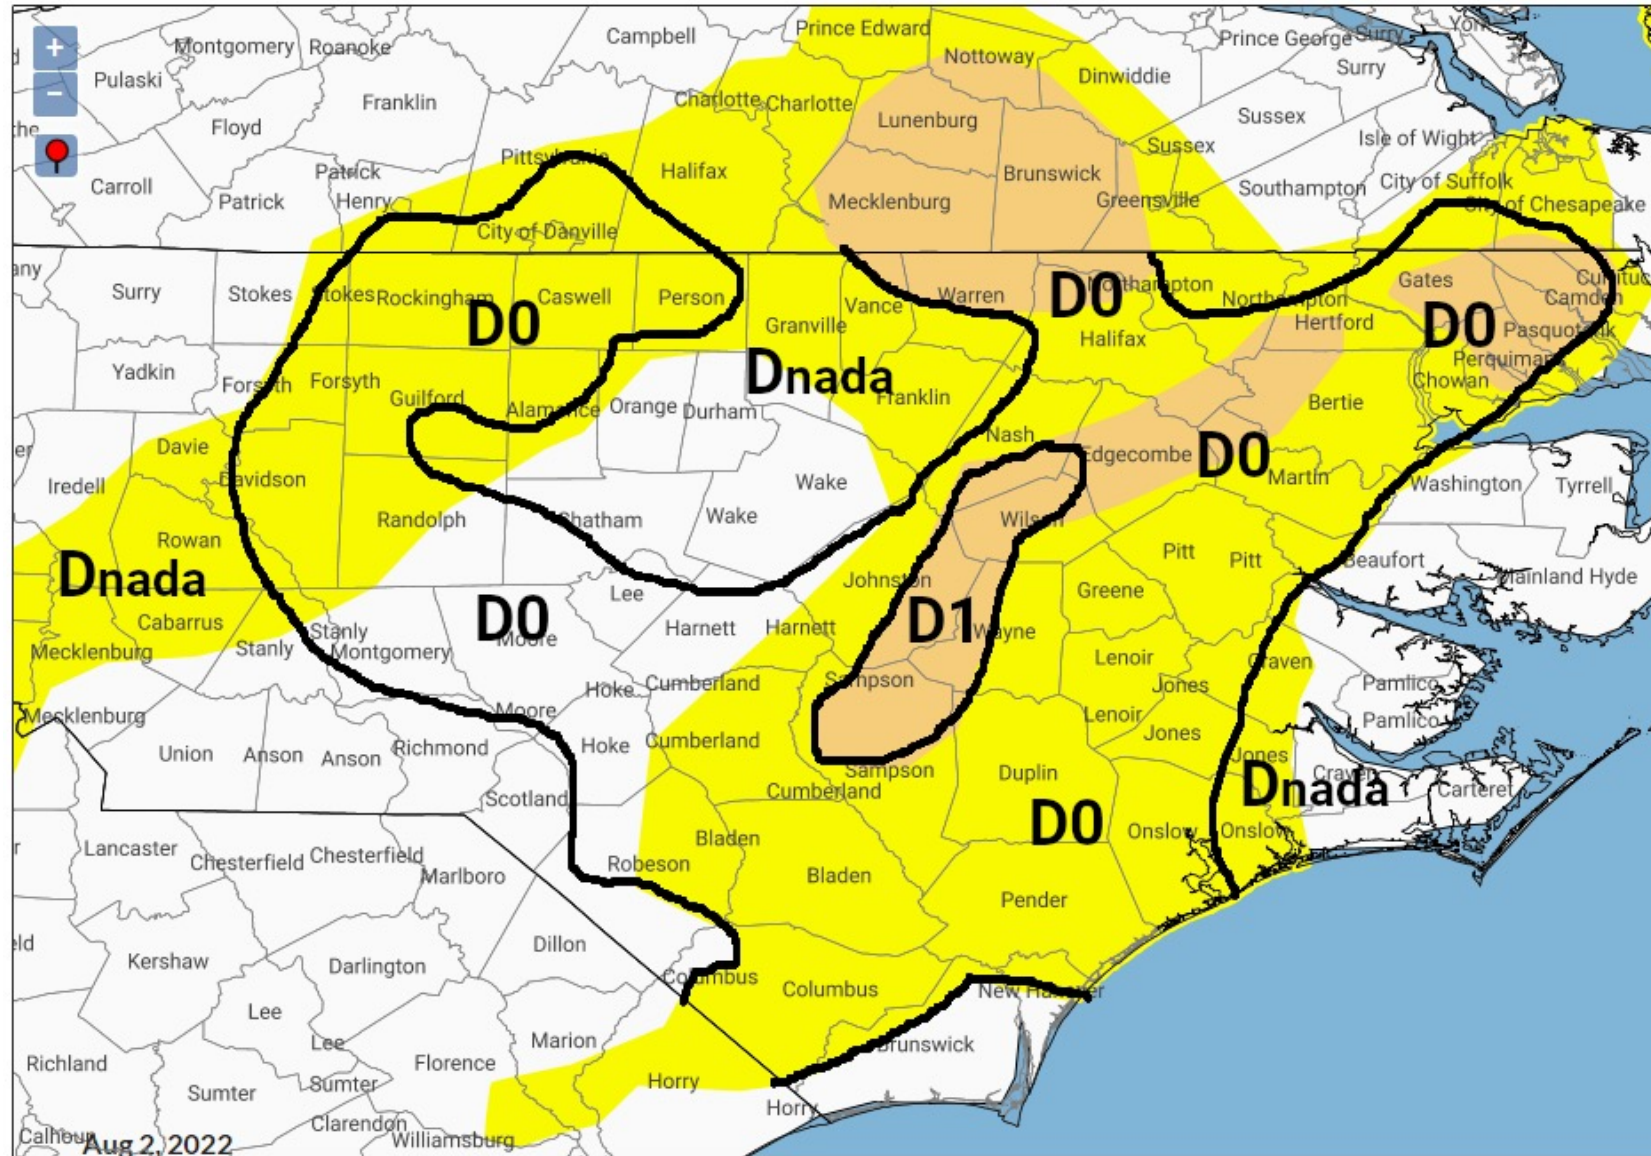 +
−
Montgomery Roanoke Campbell Prince Edward Prince George Surry York
Pulaski Nottoway Dinwiddie Surry
Franklin Charlotte Charlotte
the Floyd Lunenburg Sussex Isle of Wight
Pittsylvania Sussex
Carroll Patrick Halifax Brunswick City of Suffolk
Patrick Henry Mecklenburg Greensville Southampton City of Chesapeake
City of Danville
any Surry Stokes Stokes Rockingham Caswell Person Vance Warren Northampton Northampton Gates Currituck
D0 Granville D0 Hertford Camden
D0 Pasquotank
Halifax Perquimans
Yadkin Forsyth Forsyth Dnada Chowan
Guilford Alamance Orange Durham Franklin Bertie
Davie Nash Edgecombe D0
Iredell Davidson Wake Martin Washington Tyrrell
Randolph Chatham Wake Wilson
Rowan Pitt Pitt Beaufort
Dnada Lee Johnston Greene Mainland Hyde
Cabarrus D0 D1
Mecklenburg Stanly Stanly Montgomery Moore Harnett Harnett Wayne Lenoir Craven
Hoke Cumberland Sampson Jones Pamlico
Mecklenburg Moore Lenoir Pamlico
Union Anson Anson Richmond Hoke Cumberland Jones Jones
Sampson Duplin Craven
Scotland Cumberland Dnada Carteret
D0 Onslow Onslow
Lancaster Chesterfield Chesterfield Marlboro Robeson Bladen
Bladen Pender
Kershaw Darlington Dillon
Columbus Columbus New Hanover
Lee
Lee Marion Brunswick
Richland Florence
Sumter Sumter Horry
Clarendon Horry
Calhoun Aug 2, 2022 Williamsburg